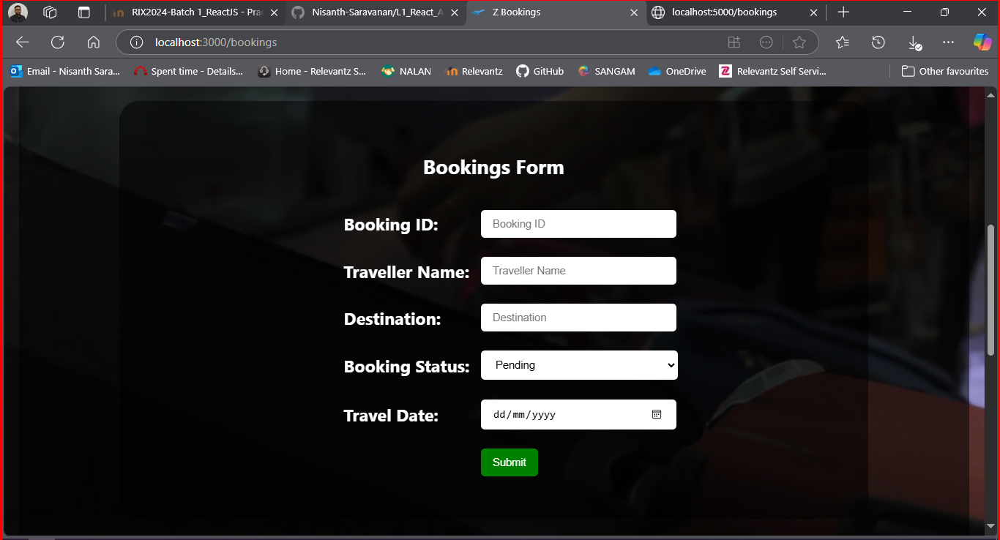 RIX2024-Batch 1_ReactJS - Prac
Nisanth-Saravanan/L1_React_A
Z Bookings
localhost:5000/bookings
localhost:3000/bookings
Email - Nisanth Sara...
Spent time - Details...
Home - Relevantz S...
NALAN
Relevantz
GitHub
SANGAM
OneDrive
Relevantz Self Servi...
Other favourites
Bookings Form
Booking ID:
Booking ID
Traveller Name:
Traveller Name
Destination:
Destination
Booking Status:
Pending
Travel Date:
dd/mm/yyyy
Submit